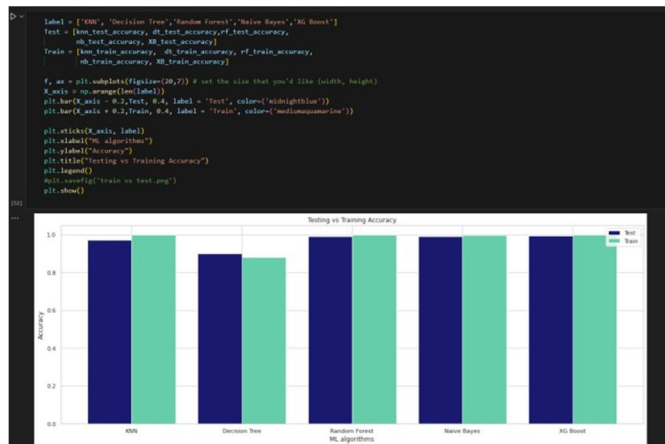 label = ['KNN', 'Decision Tree','Random Forest','Naive Bayes','XG Boost']
Test = [knn_test_accuracy, dt_test_accuracy,rf_test_accuracy,
nb_test_accuracy, XB_test_accuracy]
Train = [knn_train_accuracy, dt_train_accuracy, rf_train_accuracy,
nb_train_accuracy, XB_train_accuracy]
f, ax = plt.subplots(figsize=(20,7)) # set the size that you'd like (width, height)
X_axis = np.arange(len(label))
plt.bar(X_axis - 0.2,Test, 0.4, label = 'Test', color=('midnightblue'))
plt.bar(X_axis + 0.2,Train, 0.4, label = 'Train', color=('mediumaquamarine'))
plt.xticks(X_axis, label)
plt.xlabel("ML algorithms")
plt.ylabel("Accuracy")
plt.title("Testing vs Training Accuracy")
plt.legend()
#plt.savefig('train vs test.png')
plt.show()
[52]
...
Testing vs Training Accuracy
Test
Train
1.0
0.8
0.6
0.4
0.2
0.0
Accuracy
KNN
Decision Tree
Random Forest
Naive Bayes
XG Boost
ML algorithms